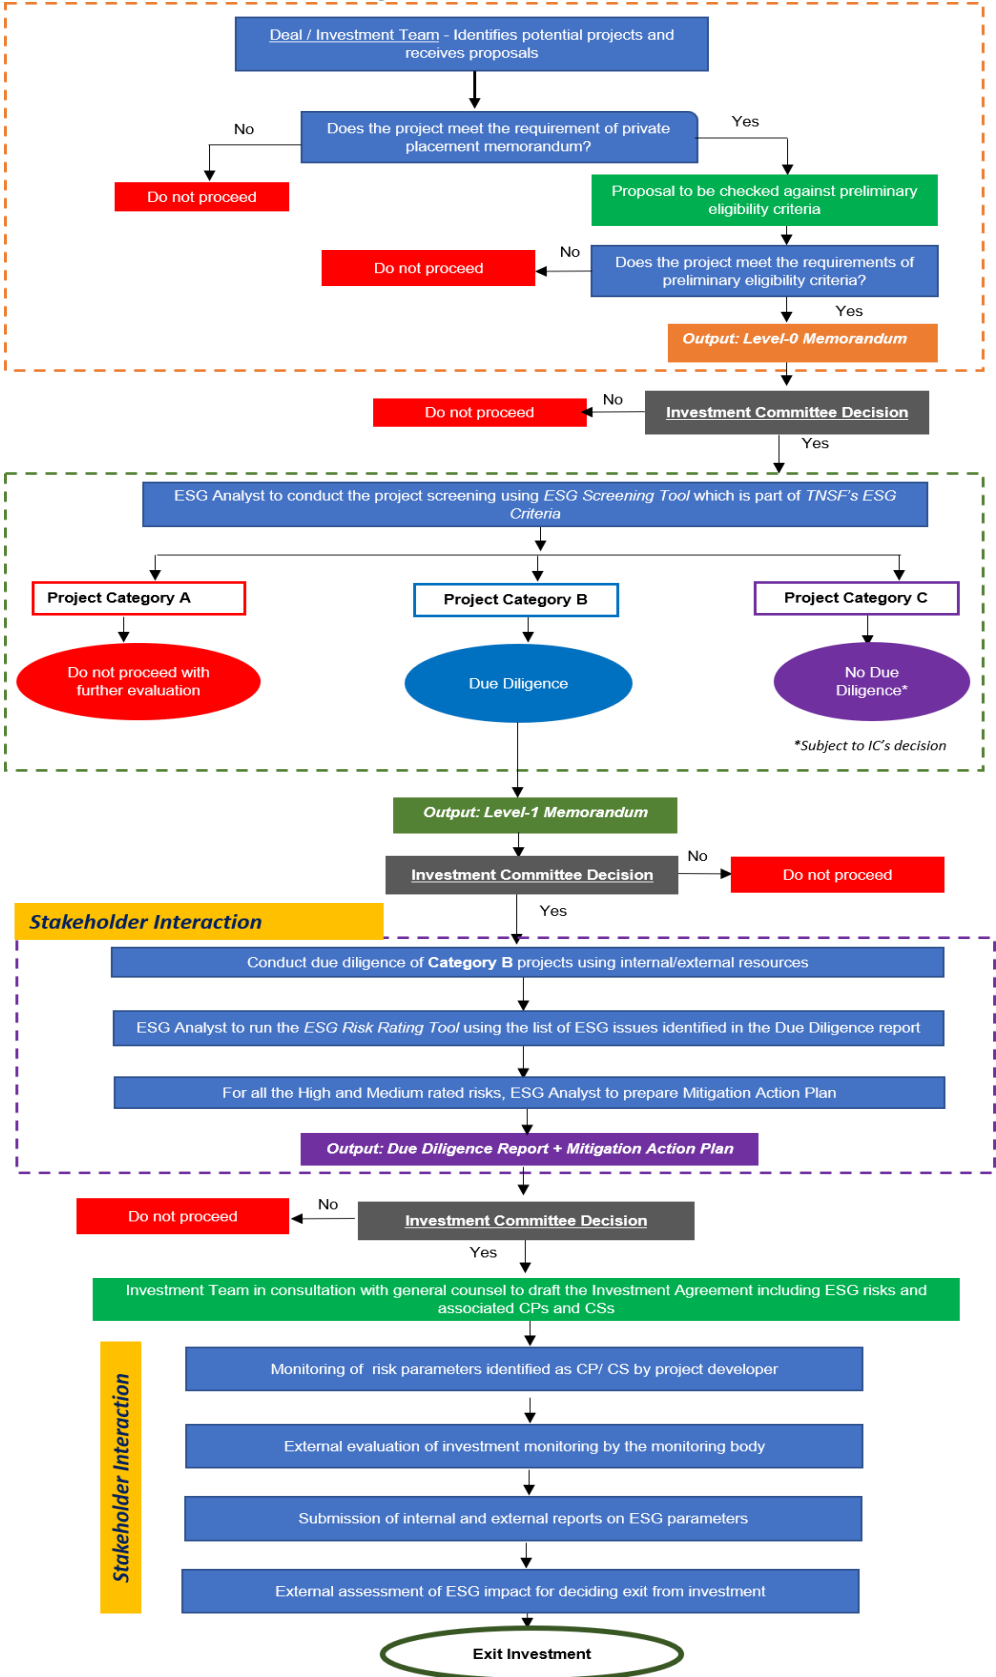 Deal / Investment Team - Identifies potential projects and
receives proposals
No
Does the project meet the requirement of private
placement memorandum?
Yes
Do not proceed
Proposal to be checked against preliminary
eligibility criteria
No
Do not proceed
Does the project meet the requirements of
preliminary eligibility criteria?
Yes
Output: Level-0 Memorandum
Do not proceed
No
Investment Committee Decision
Yes
ESG Analyst to conduct the project screening using ESG Screening Tool which is part of TNSF's ESG
Criteria
Project Category A
Project Category B
Project Category C
Do not proceed with
further evaluation
Due Diligence
No Due
Diligence*
*Subject to IC's decision
Output: Level-1 Memorandum
Investment Committee Decision
No
Do not proceed
Yes
Stakeholder Interaction
Conduct due diligence of Category B projects using internal/external resources
ESG Analyst to run the ESG Risk Rating Tool using the list of ESG issues identified in the Due Diligence report
For all the High and Medium rated risks, ESG Analyst to prepare Mitigation Action Plan
Output: Due Diligence Report + Mitigation Action Plan
Do not proceed
No
Investment Committee Decision
Yes
Investment Team in consultation with general counsel to draft the Investment Agreement including ESG risks and
associated CPs and CSs
Stakeholder Interaction
Monitoring of risk parameters identified as CP/ CS by project developer
External evaluation of investment monitoring by the monitoring body
Submission of internal and external reports on ESG parameters
External assessment of ESG impact for deciding exit from investment
Exit Investment